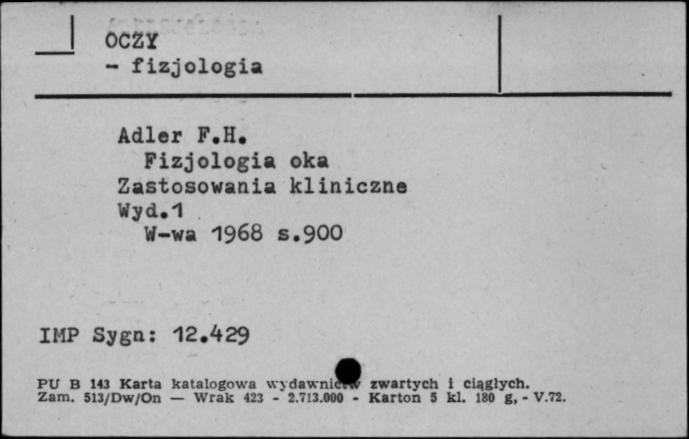 OCZY
- fizjologia
Adler F.H.
Fizjologia oka
Zastosowania kliniczne
Wyd.1
W-wa 1968 s.900
IMP Sygn: 12.429
PU B 143 Karta katalogowa wydawnictw zwartych i ciągłych.
Zam. 513/Dw/On — Wrak 423 - 2.713.000 - Karton 5 kl. 180 g, - V.72.